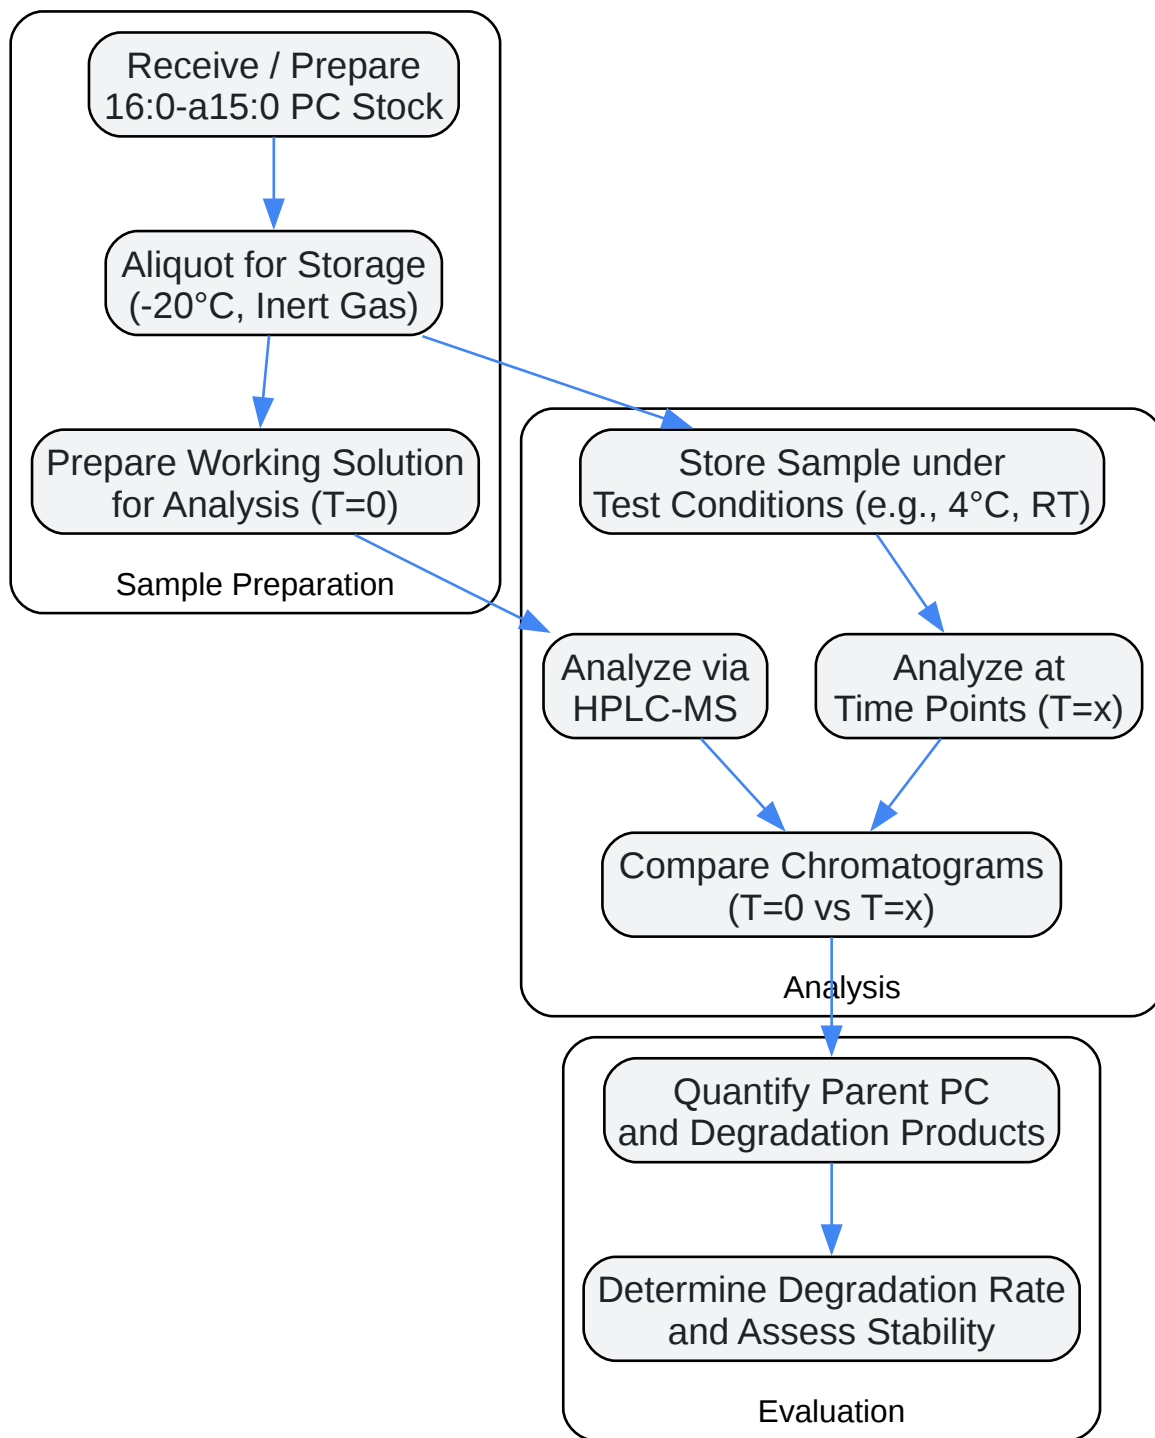 Receive / Prepare
16:0-a15:0 PC Stock
Aliquot for Storage
(-20°C, Inert Gas)
Prepare Working Solution
for Analysis (T=0)
Sample Preparation
Store Sample under
Test Conditions (e.g., 4°C, RT)
Analyze via
HPLC-MS
Analyze at
Time Points (T=x)
Compare Chromatograms
(T=0 vs T=x)
Analysis
Quantify Parent PC
and Degradation Products
Determine Degradation Rate
and Assess Stability
Evaluation